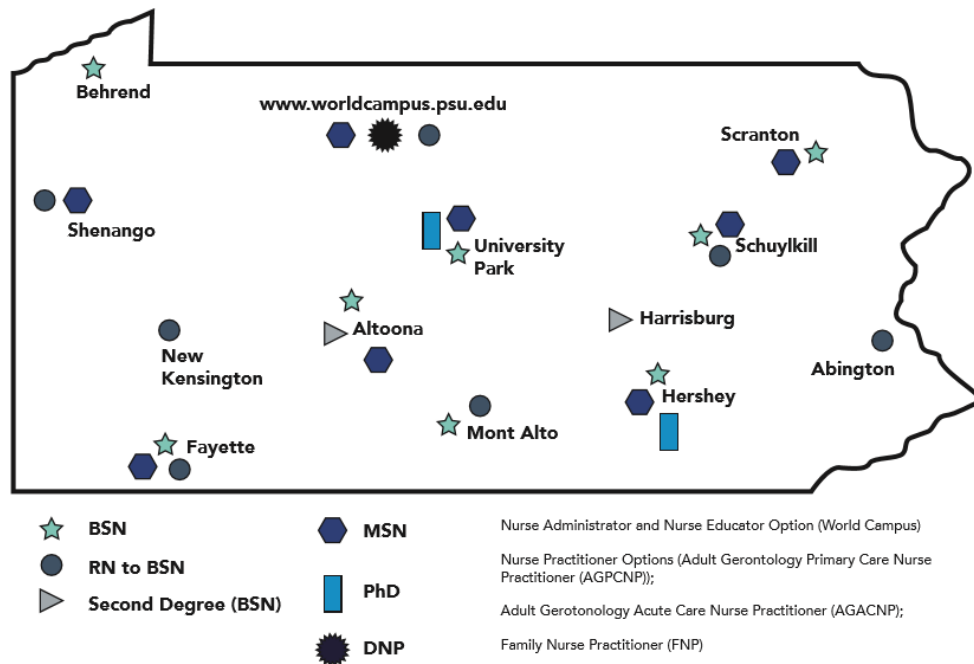 Behrend
www.worldcampus.psu.edu
Scranton
Shenango
University
Park
Schuylkill
Altoona
Harrisburg
New
Kensington
Abington
Hershey
Mont Alto
Fayette
BSN
RN to BSN
Second Degree (BSN)
MSN
PhD
DNP
Nurse Administrator and Nurse Educator Option (World Campus)
Nurse Practitioner Options (Adult Gerontology Primary Care Nurse
Practitioner (AGPCNP));
Adult Gerotonology Acute Care Nurse Practitioner (AGACNP);
Family Nurse Practitioner (FNP)